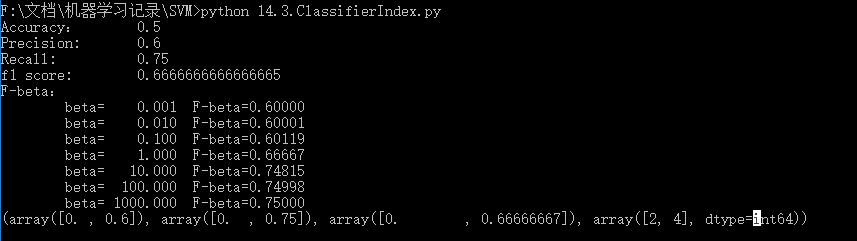 F:\文档\机器学习记录\SVM>python 14.3.ClassifierIndex.py
Accuracy:        0.5
Precision:       0.6
Recall:          0.75
f1 score:        0.6666666666666665
F-beta:
        beta=    0.001  F-beta=0.60000
        beta=    0.010  F-beta=0.60001
        beta=    0.100  F-beta=0.60119
        beta=    1.000  F-beta=0.66667
        beta=   10.000  F-beta=0.74815
        beta=  100.000  F-beta=0.74998
        beta= 1000.000  F-beta=0.75000
(array([0. , 0.6]), array([0.  , 0.75]), array([0.        , 0.66666667]), array([2, 4], dtype=int64))